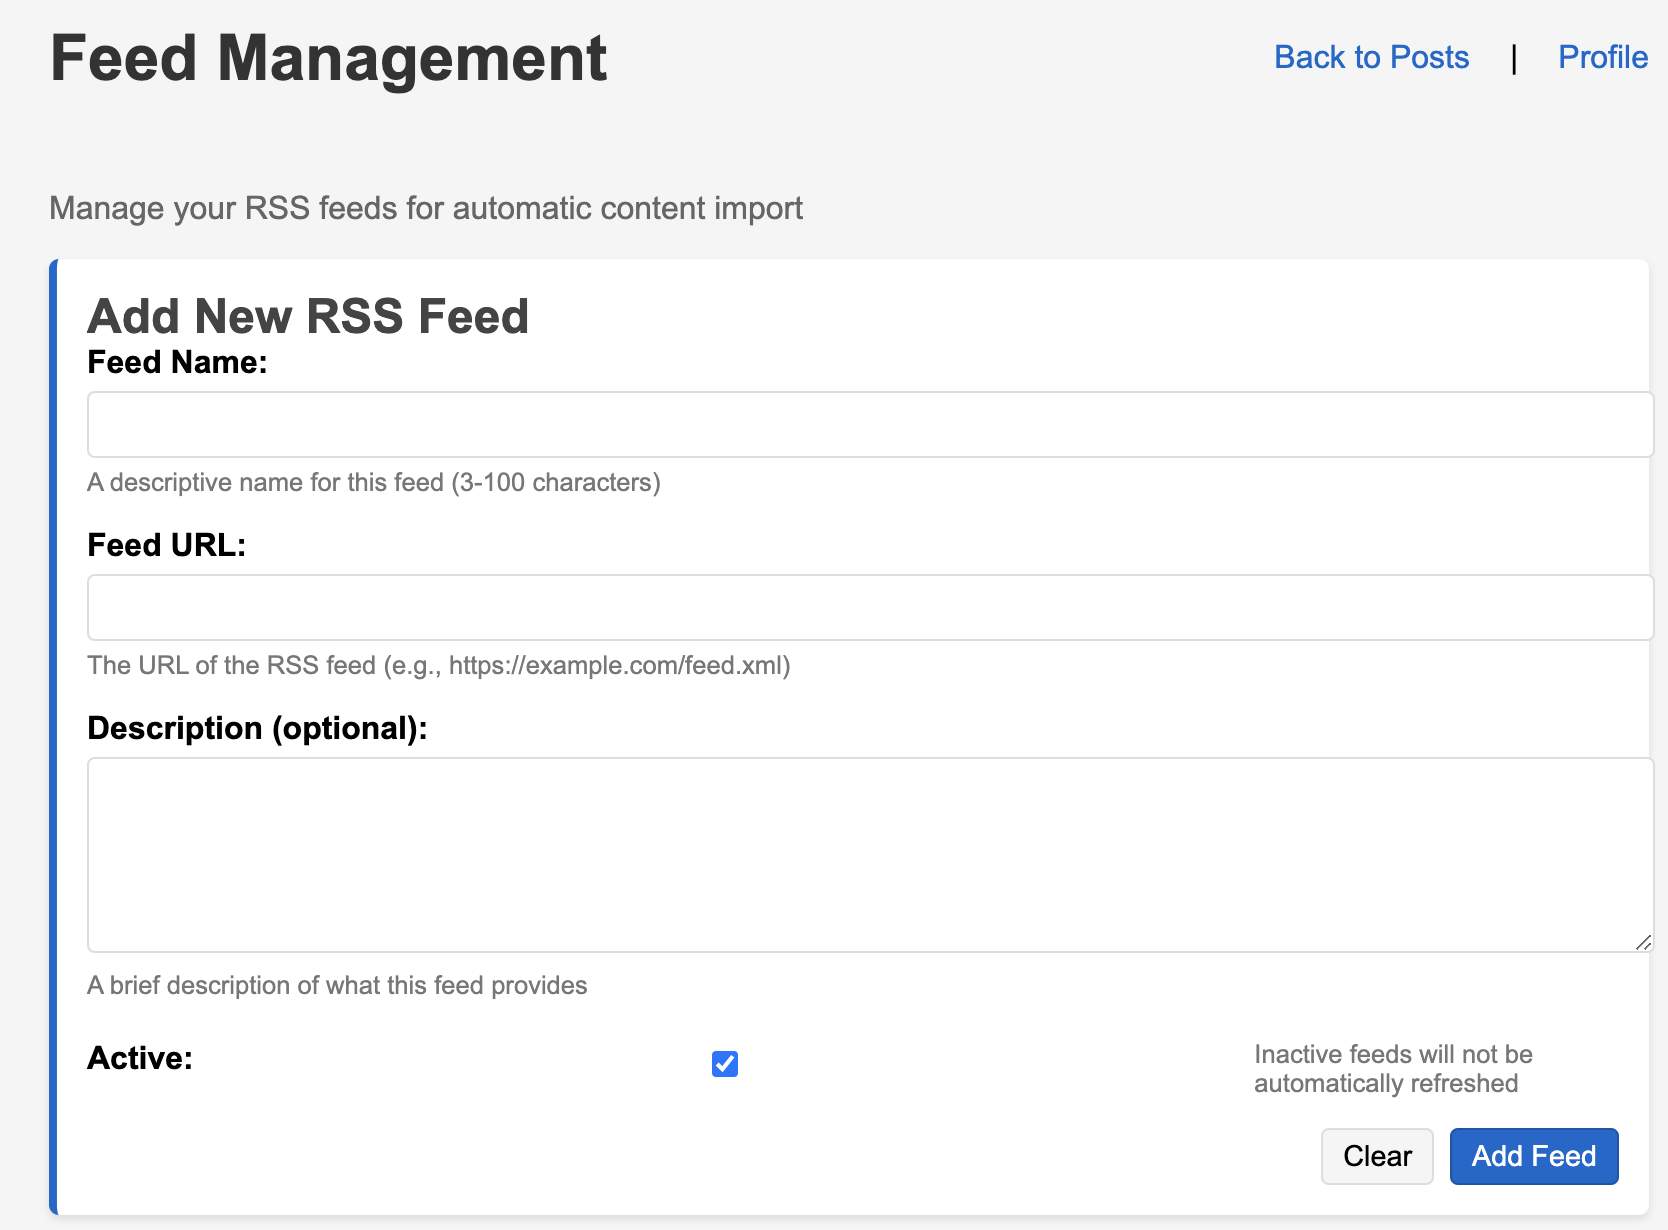 Feed Management
Back to Posts | Profile
Manage your RSS feeds for automatic content import
Add New RSS Feed
Feed Name:
A descriptive name for this feed (3-100 characters)
Feed URL:
The URL of the RSS feed (e.g., https://example.com/feed.xml)
Description (optional):
A brief description of what this feed provides
Active:
Inactive feeds will not be
automatically refreshed
Clear
Add Feed